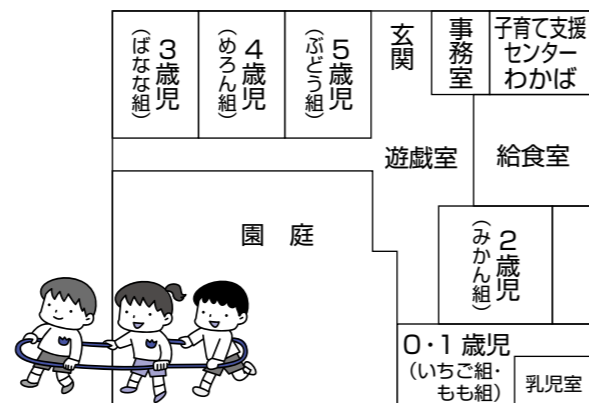 3歳児
（ばなな組）
4歳児
（めろん組）
5歳児
（ぶどう組）
玄関
事務室
子育て支援
センター
わかば
遊戯室
給食室
園庭
2歳児
（みかん組）
0・1歳児
（いちご組・
もも組）
乳児室